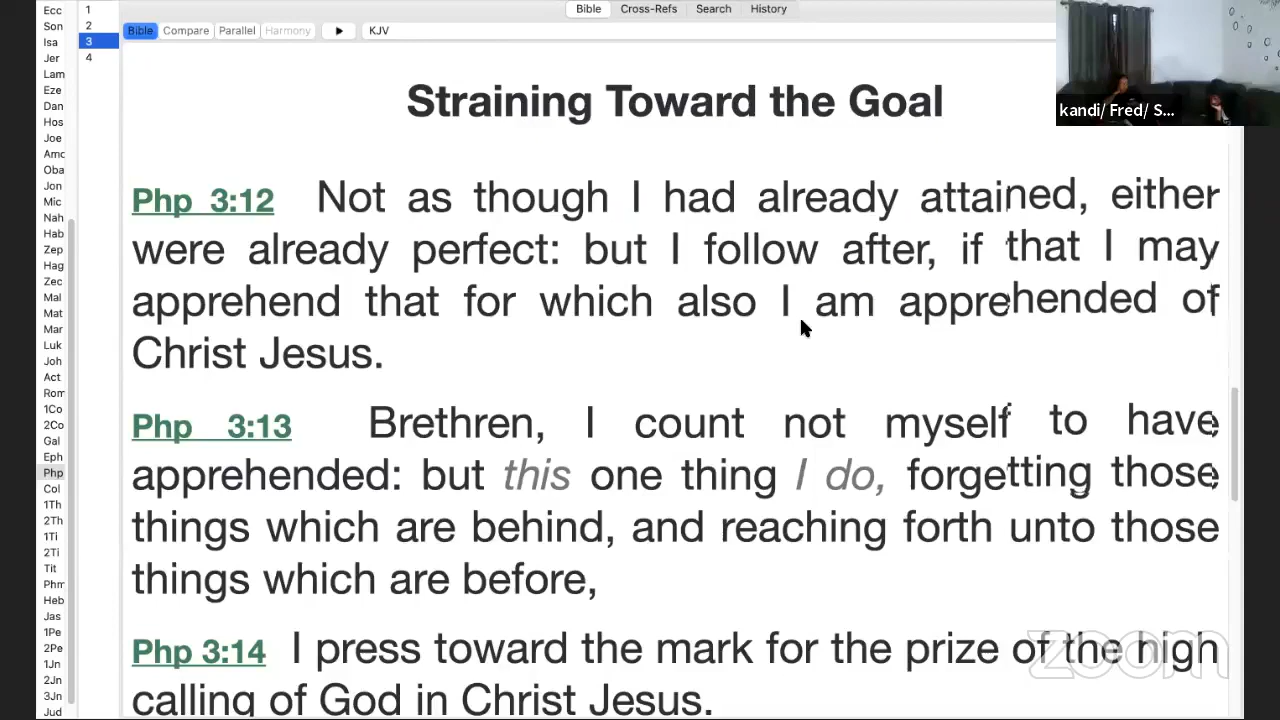 Bible Cross-Refs Search History
Bible Compare Parallel Harmony KJV
Ecc
Son
Isa
Jer
Lam
Eze
Dan
Hos
Joe
Amo
Oba
Jon
Mic
Nah
Hab
Zep
Hag
Zec
Mal
Mat
Mar
Luk
Joh
Act
Rom
1Co
2Co
Gal
Eph
Php
Col
1Th
2Th
1Ti
2Ti
Tit
Phm
Heb
Jas
1Pe
2Pe
1Jn
2Jn
3Jn
Jud
1
2
3
4
Straining Toward the Goal
Php 3:12 Not as though I had already attained, either
were already perfect: but I follow after, if that I may
apprehend that for which also I am apprehended of
Christ Jesus.
Php 3:13 Brethren, I count not myself to have
apprehended: but this one thing I do, forgetting those
things which are behind, and reaching forth unto those
things which are before,
Php 3:14 I press toward the mark for the prize of the high
calling of God in Christ Jesus.
kandi/ Fred/ S...
zoom